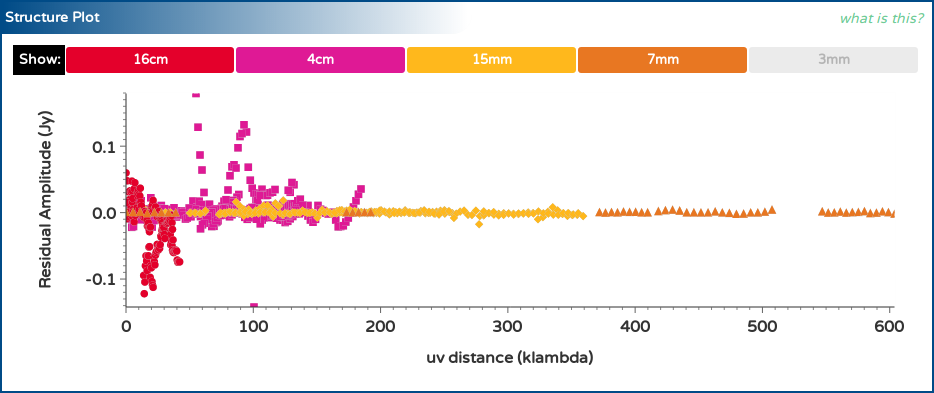 Structure Plot
what is this?
Show:
16cm
4cm
15mm
7mm
3mm
Residual Amplitude (Jy)
0.1
0.0
-0.1
0
100
200
300
400
500
600
uv distance (klambda)